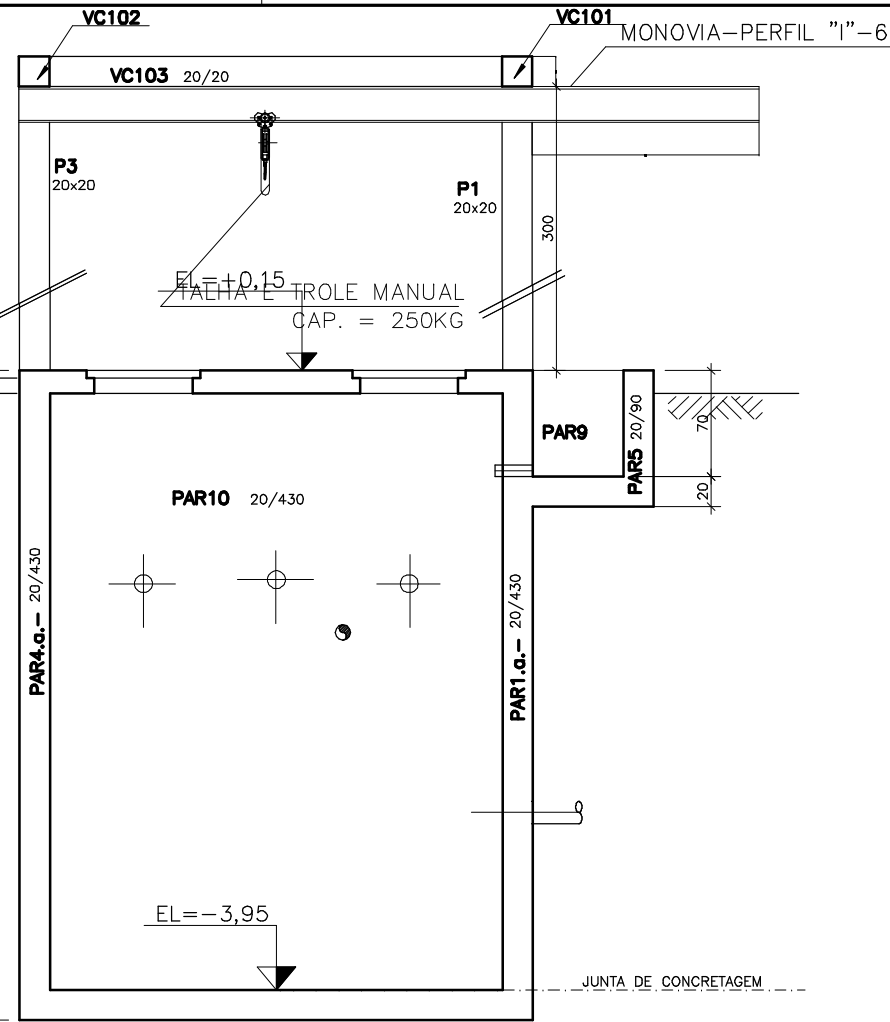 VC102
VC101
MONOVIA-PERFIL "I"-6
VC103 20/20
P3
20x20
P1
20x20
300
EL=+0,15
TALHA E TROLE MANUAL
CAP. = 250KG
PAR9
PAR5 20/90
70
20
PAR10 20/430
PAR4.a.- 20/430
PAR1.a.- 20/430
EL=-3,95
JUNTA DE CONCRETAGEM